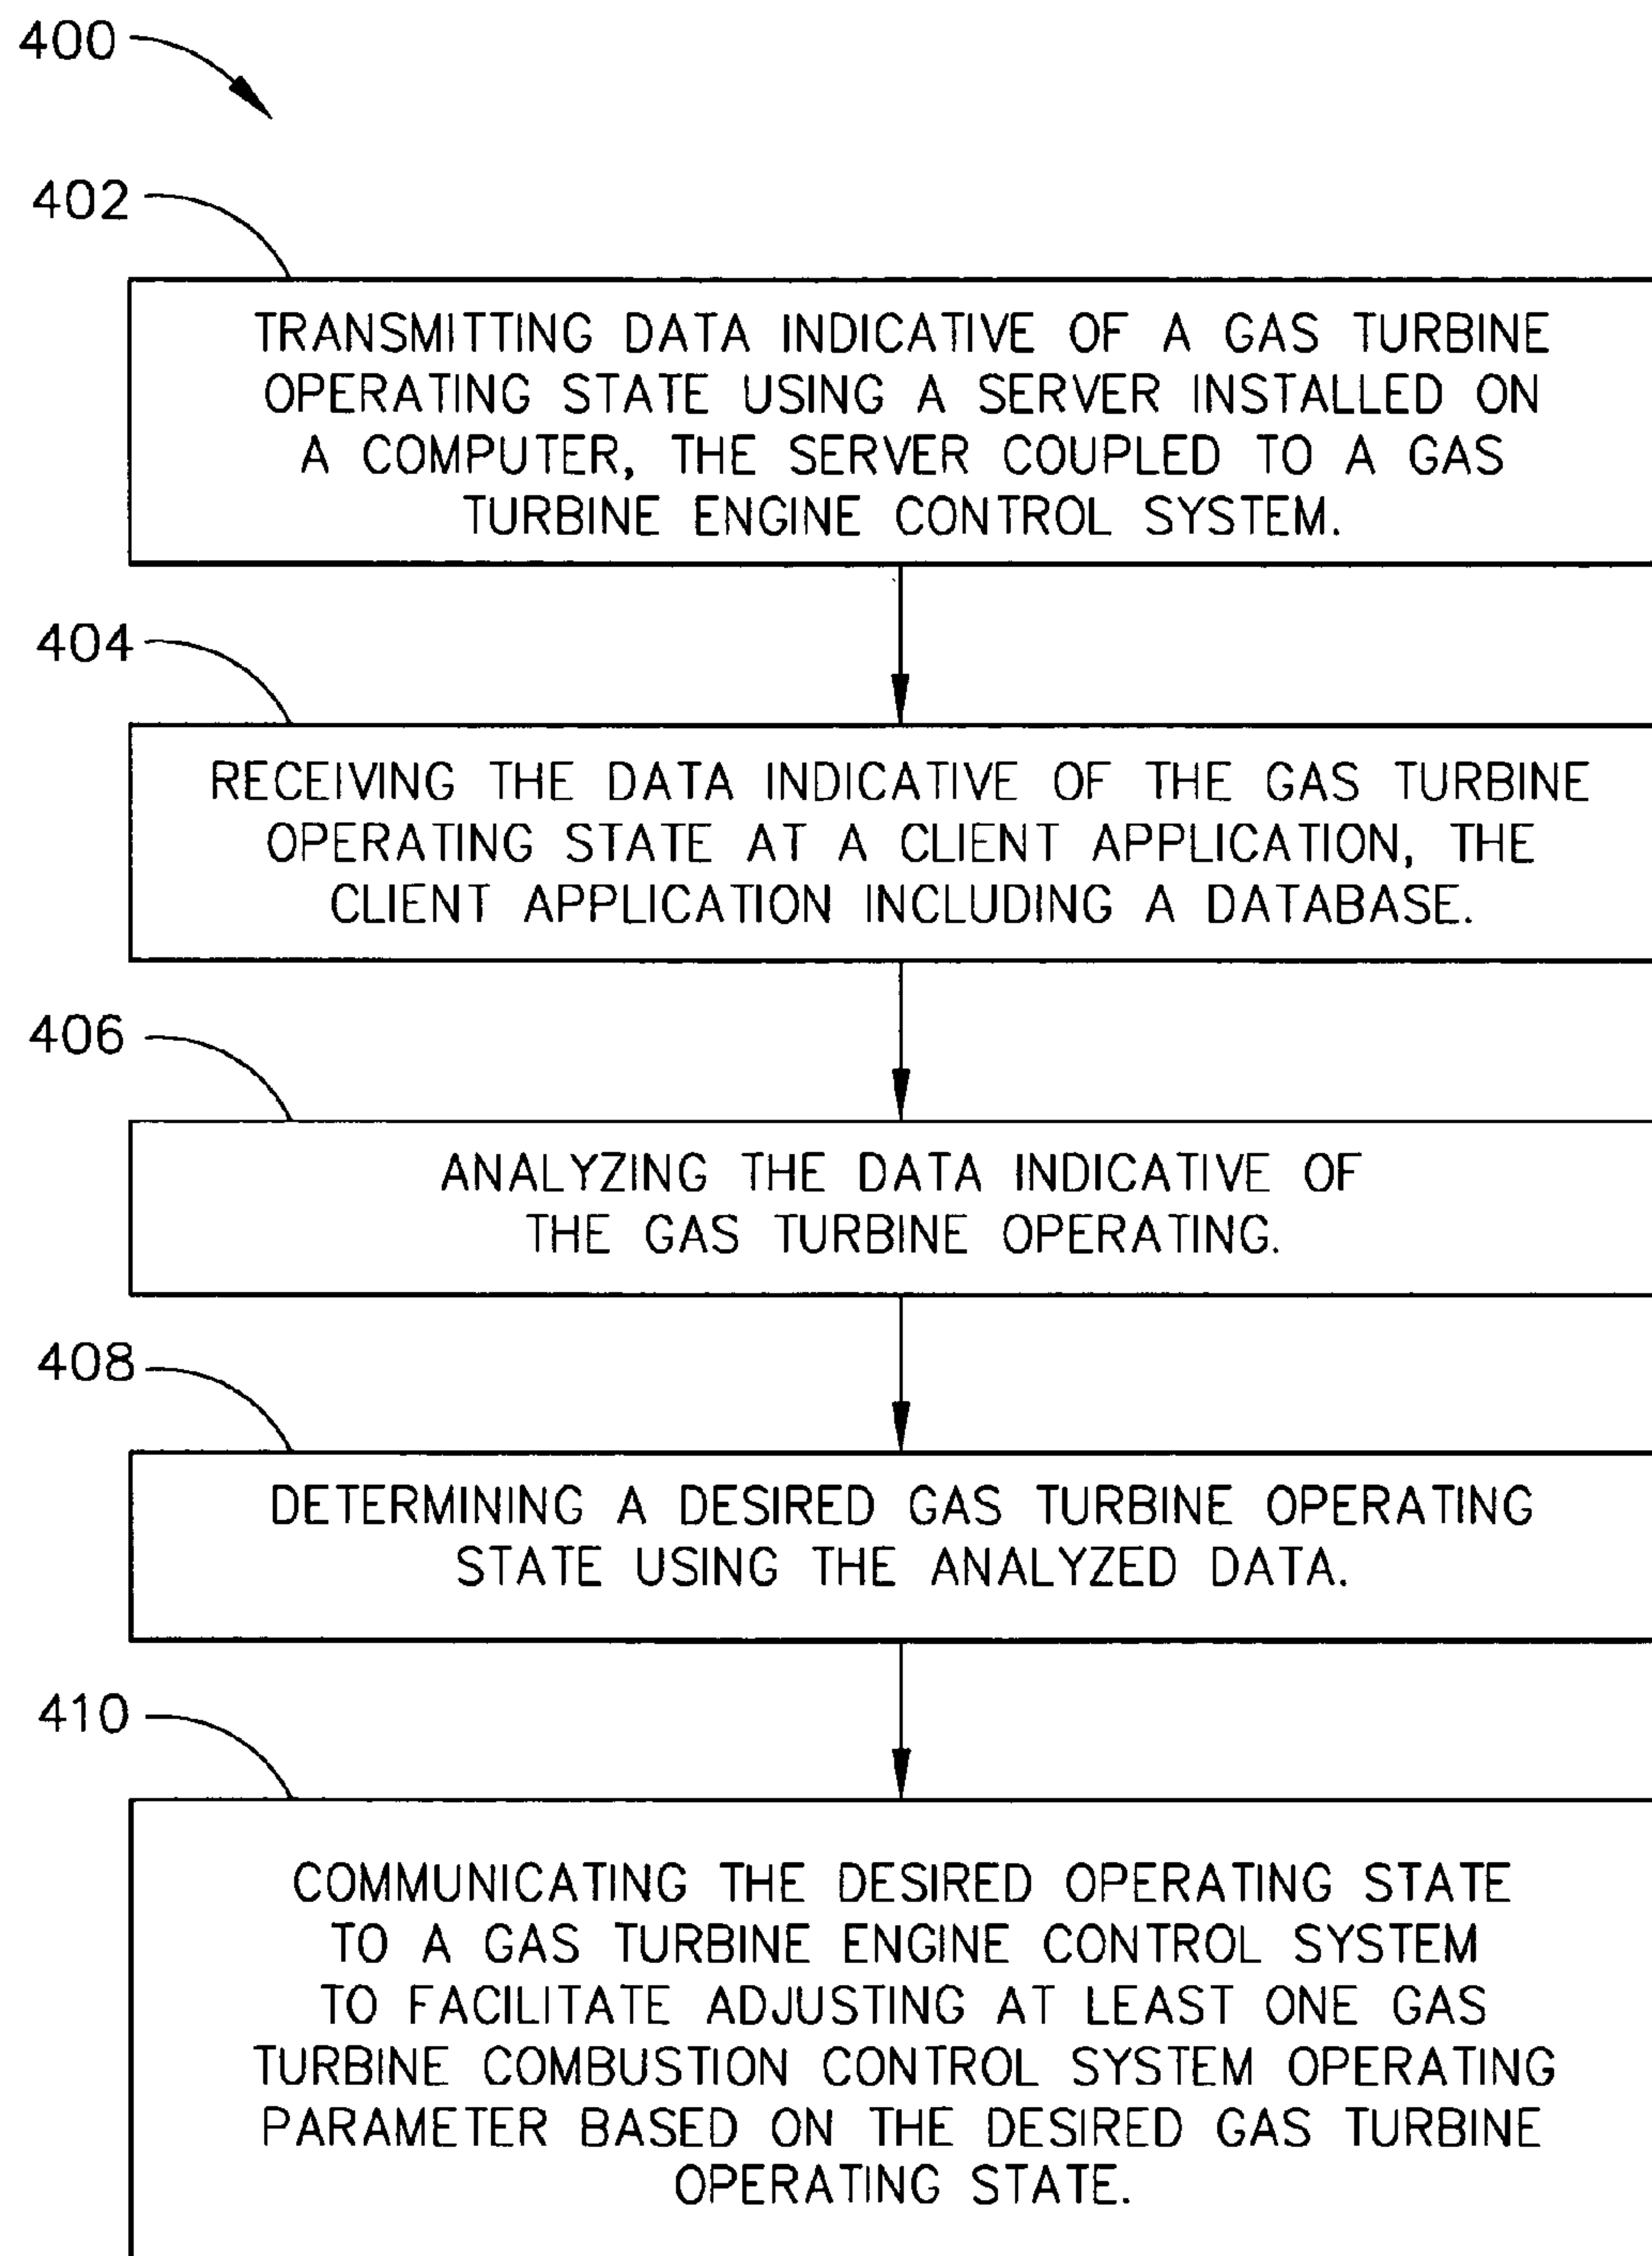 400
402
TRANSMITTING DATA INDICATIVE OF A GAS TURBINE
OPERATING STATE USING A SERVER INSTALLED ON
A COMPUTER, THE SERVER COUPLED TO A GAS
TURBINE ENGINE CONTROL SYSTEM.
404
RECEIVING THE DATA INDICATIVE OF THE GAS TURBINE
OPERATING STATE AT A CLIENT APPLICATION, THE
CLIENT APPLICATION INCLUDING A DATABASE.
406
ANALYZING THE DATA INDICATIVE OF
THE GAS TURBINE OPERATING.
408
DETERMINING A DESIRED GAS TURBINE OPERATING
STATE USING THE ANALYZED DATA.
410
COMMUNICATING THE DESIRED OPERATING STATE
TO A GAS TURBINE ENGINE CONTROL SYSTEM
TO FACILITATE ADJUSTING AT LEAST ONE GAS
TURBINE COMBUSTION CONTROL SYSTEM OPERATING
PARAMETER BASED ON THE DESIRED GAS TURBINE
OPERATING STATE.